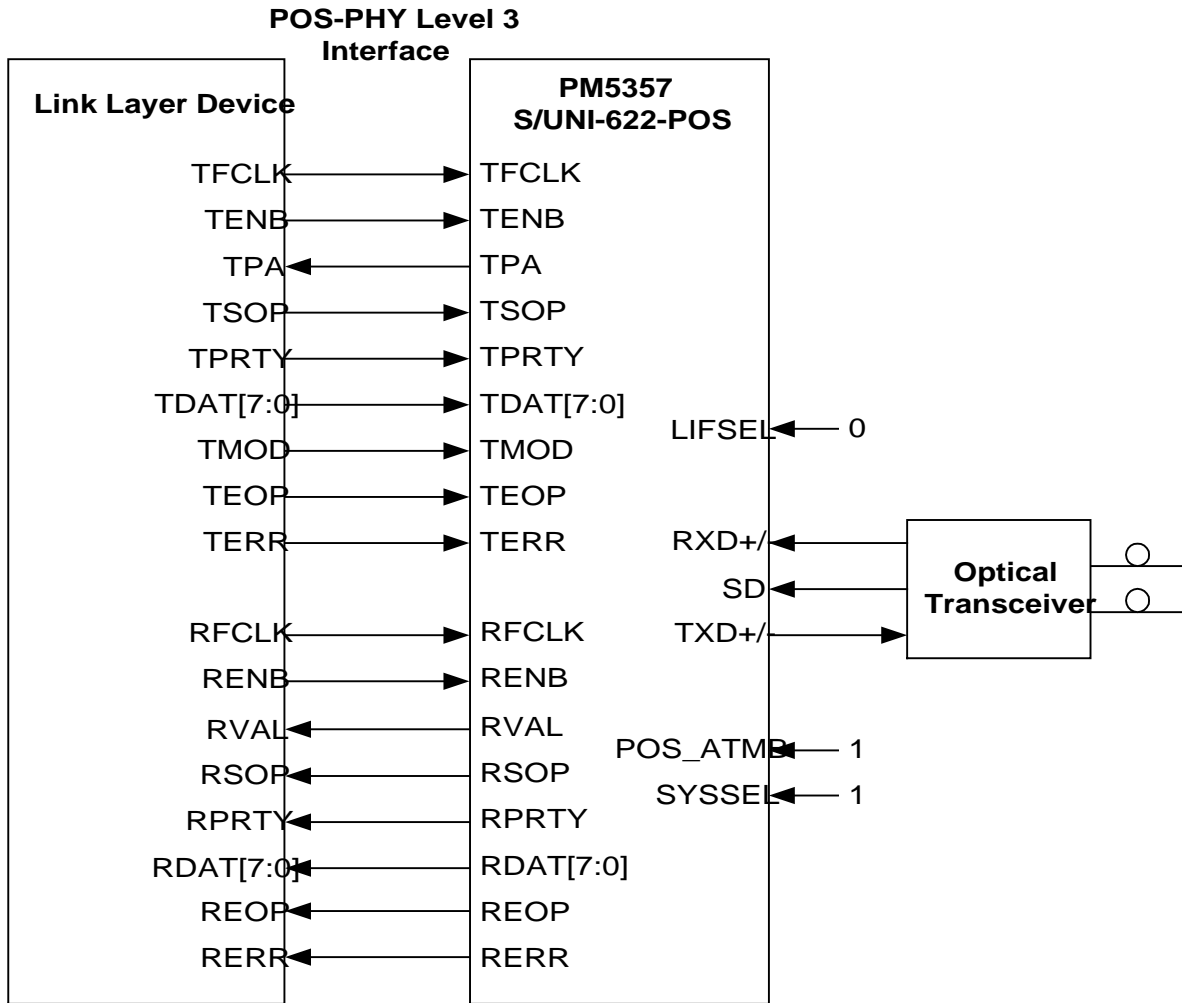 POS-PHY Level 3
Interface
Link Layer Device
PM5357
S/UNI-622-POS
TFCLK
TFCLK
TENB
TENB
TPA
TPA
TSOP
TSOP
TPRTY
TPRTY
TDAT[7:0]
TDAT[7:0]
LIFSEL
0
TMOD
TMOD
TEOP
TEOP
TERR
TERR
RXD+/
SD
TXD+/-
Optical
Transceiver
RFCLK
RFCLK
RENB
RENB
RVAL
RVAL
POS_ATMB
1
RSOP
RSOP
SYSSEL
1
RPRTY
RPRTY
RDAT[7:0]
RDAT[7:0]
REOP
REOP
RERR
RERR